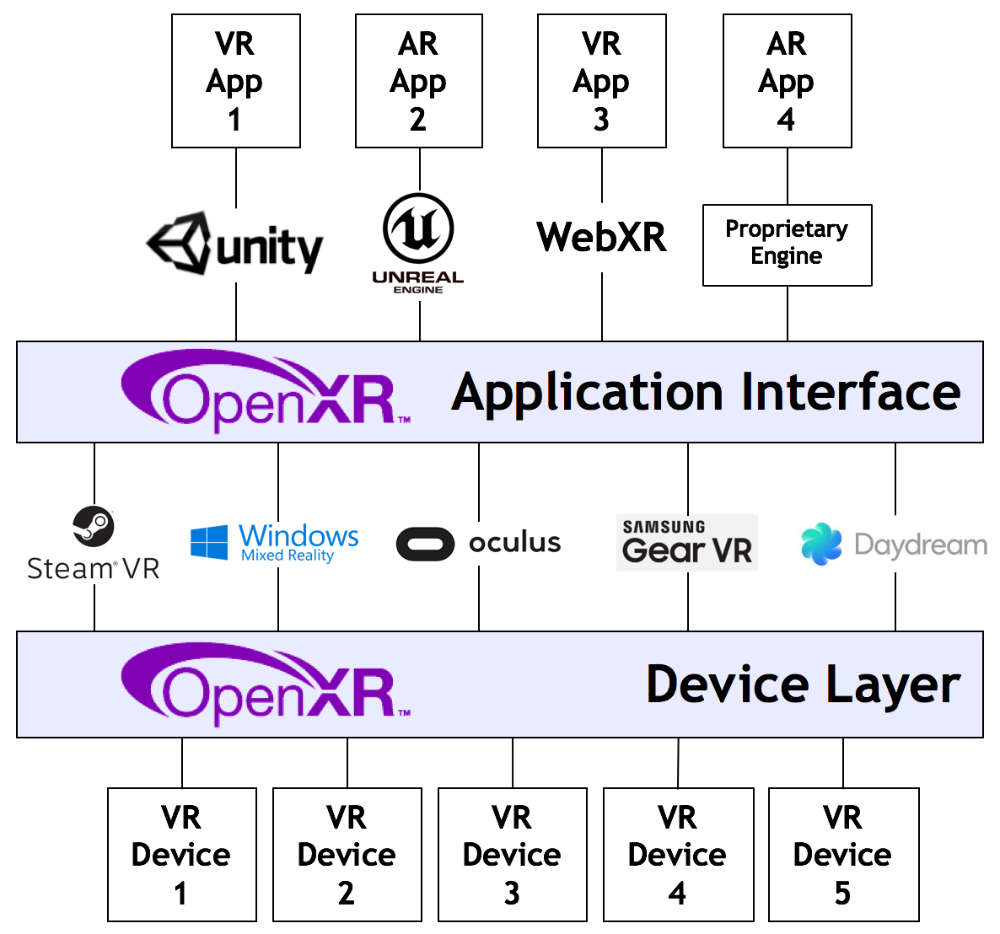 VR
App
1
AR
App
2
VR
App
3
AR
App
4
unity
UNREAL
ENGINE
WebXR
Proprietary
Engine
OpenXR™ Application Interface
Steam®VR
Windows
Mixed Reality
oculus
SAMSUNG
Gear VR
Daydream
OpenXR™ Device Layer
VR
Device
1
VR
Device
2
VR
Device
3
VR
Device
4
VR
Device
5